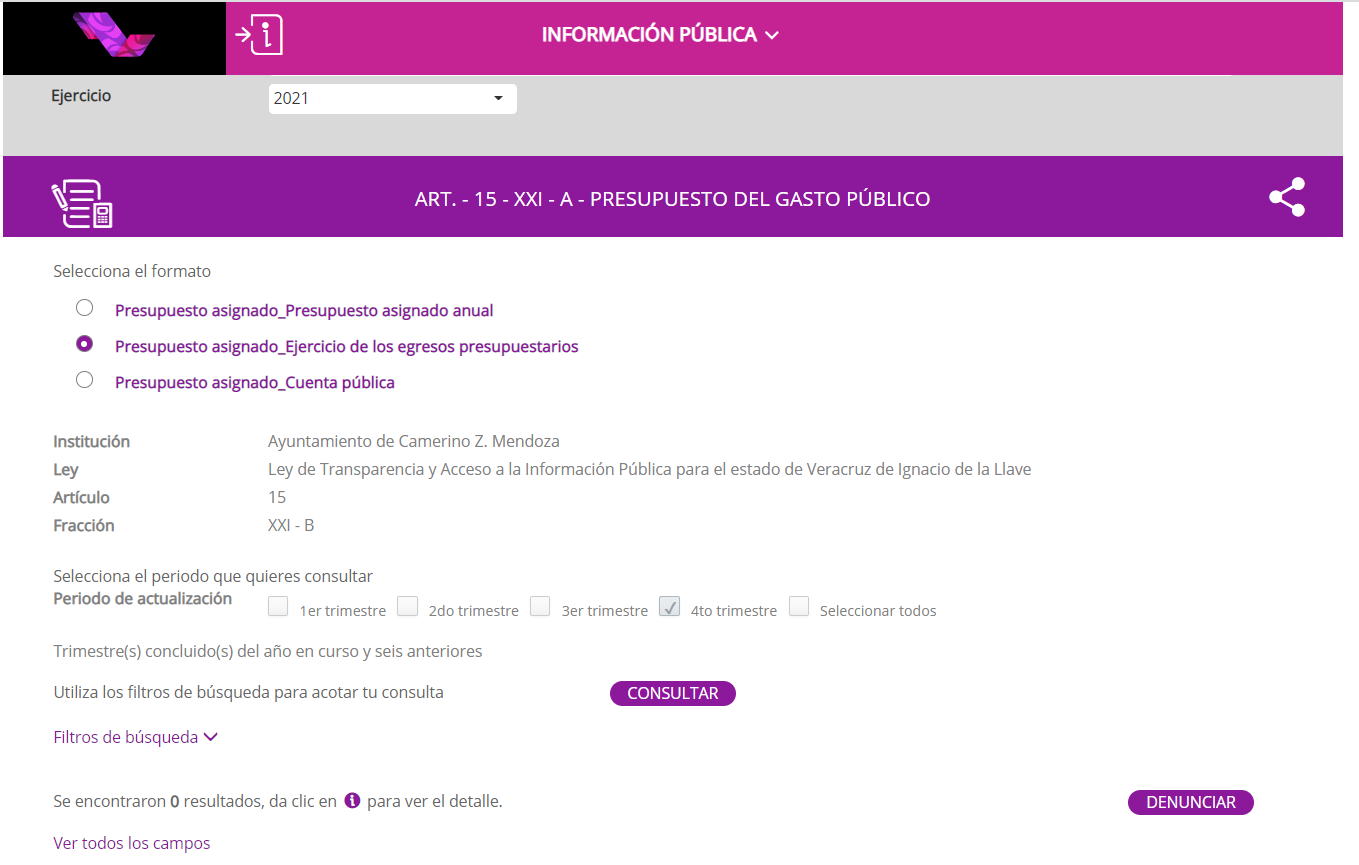 INFORMACIÓN PÚBLICA
Ejercicio 2021
ART. - 15 - XXI - A - PRESUPUESTO DEL GASTO PÚBLICO
Selecciona el formato
Presupuesto asignado_Presupuesto asignado anual
Presupuesto asignado_Ejercicio de los egresos presupuestarios
Presupuesto asignado_Cuenta pública
Institución Ayuntamiento de Camerino Z. Mendoza
Ley Ley de Transparencia y Acceso a la Información Pública para el estado de Veracruz de Ignacio de la Llave
Artículo 15
Fracción XXI - B
Selecciona el periodo que quieres consultar
Periodo de actualización 1er trimestre 2do trimestre 3er trimestre 4to trimestre Seleccionar todos
Trimestre(s) concluido(s) del año en curso y seis anteriores
Utiliza los filtros de búsqueda para acotar tu consulta CONSULTAR
Filtros de búsqueda
Se encontraron 0 resultados, da clic en i para ver el detalle. DENUNCIAR
Ver todos los campos